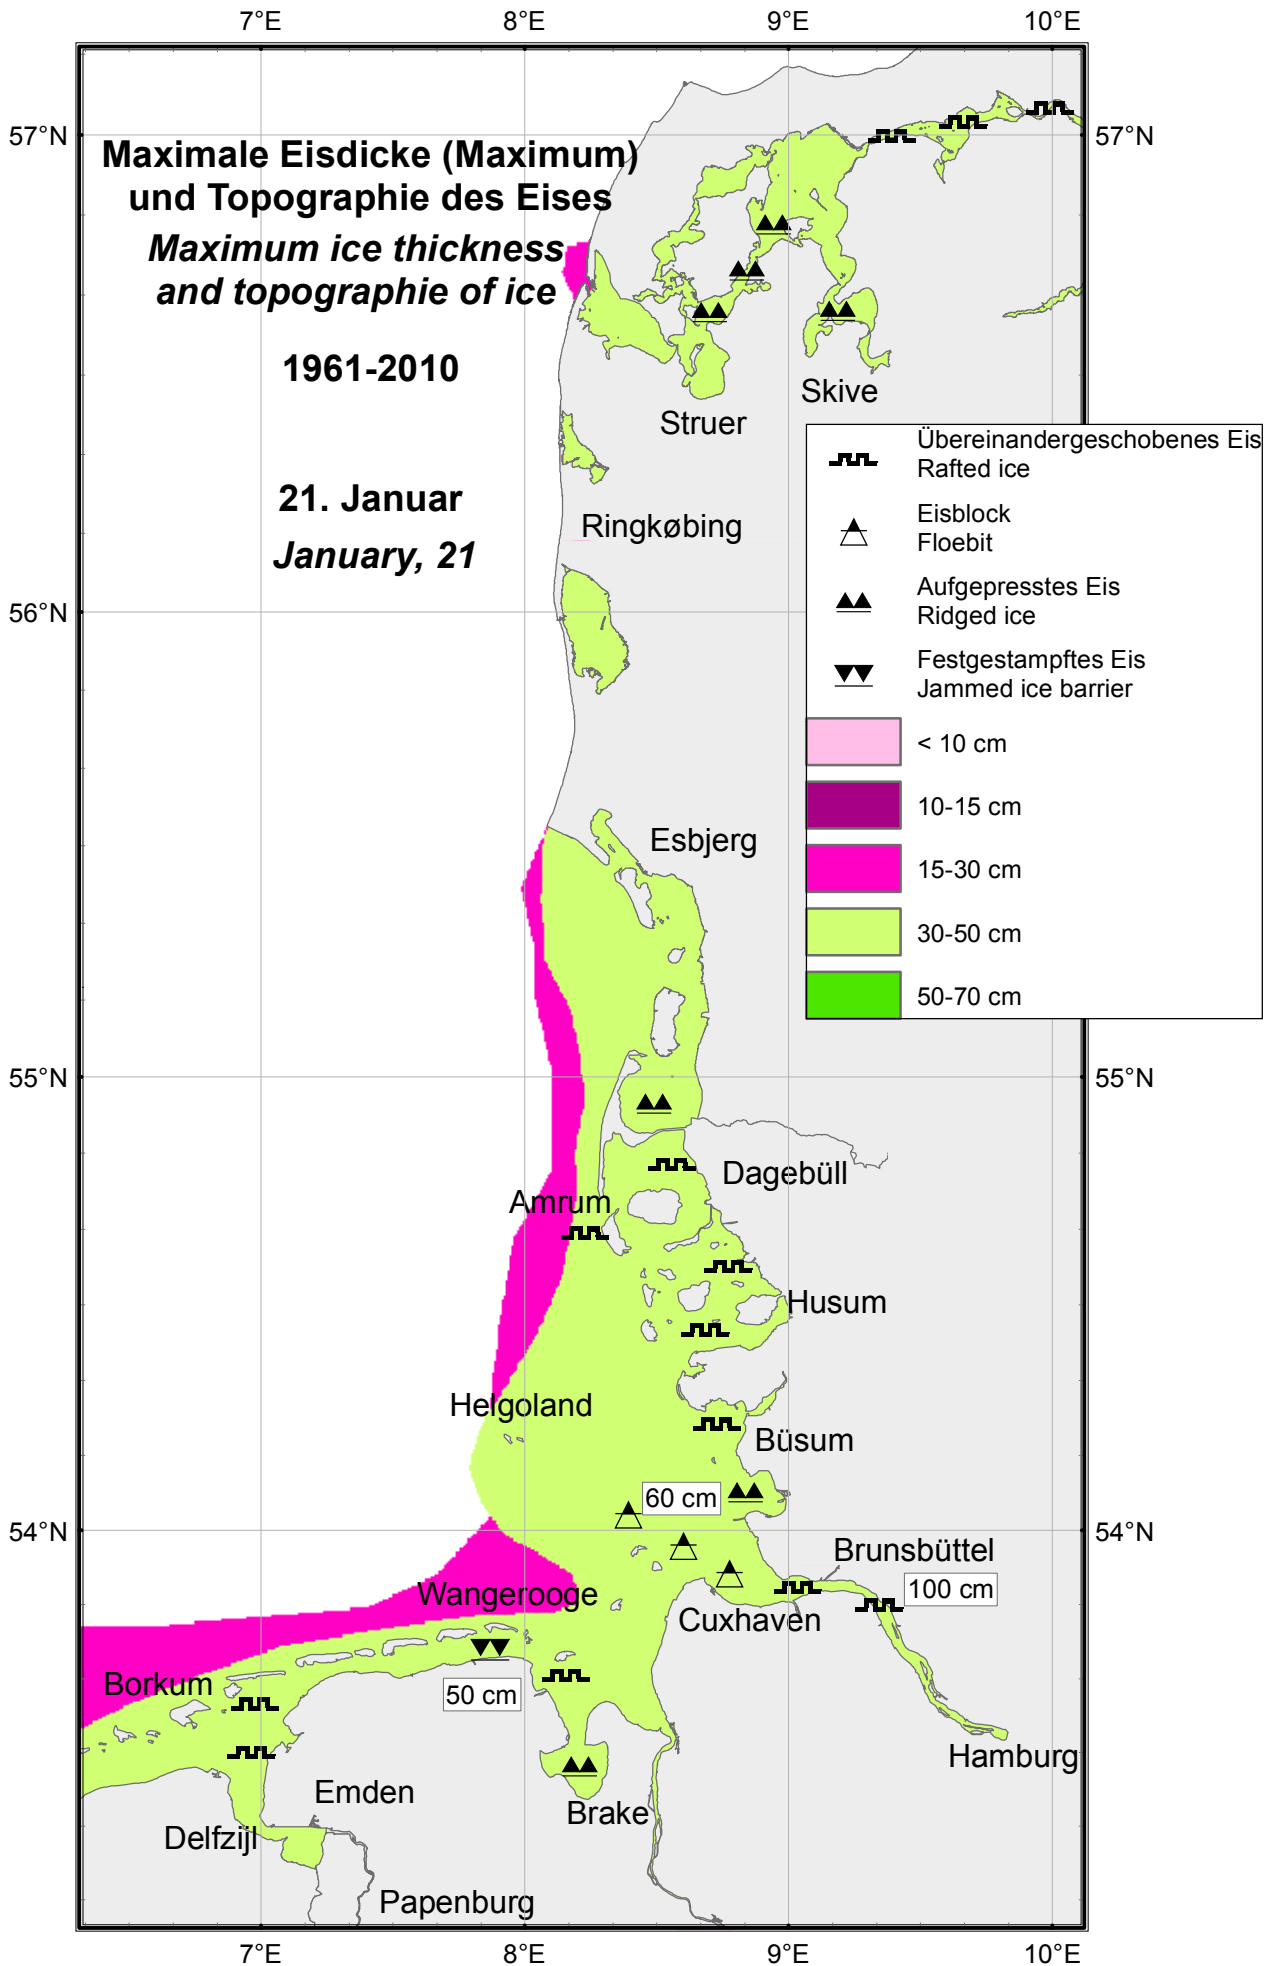 7°E 8°E 9°E 10°E
57°N 57°N
Maximale Eisdicke (Maximum)
und Topographie des Eises
Maximum ice thickness
and topographie of ice
1961-2010
21. Januar
January, 21
Skive
Struer
Ringkøbing
Übereinandergeschobenes Eis
Rafted ice
Eisblock
Floebit
Aufgepresstes Eis
Ridged ice
Festgestampftes Eis
Jammed ice barrier
< 10 cm
10-15 cm
15-30 cm
30-50 cm
50-70 cm
56°N
Esbjerg
55°N 55°N
Dagebüll
Amrum
Husum
Helgoland
Büsum
60 cm
54°N 54°N
Brunsbüttel
100 cm
Wangerooge
Cuxhaven
Borkum
50 cm
Hamburg
Emden
Brake
Delfzijl
Papenburg
7°E 8°E 9°E 10°E